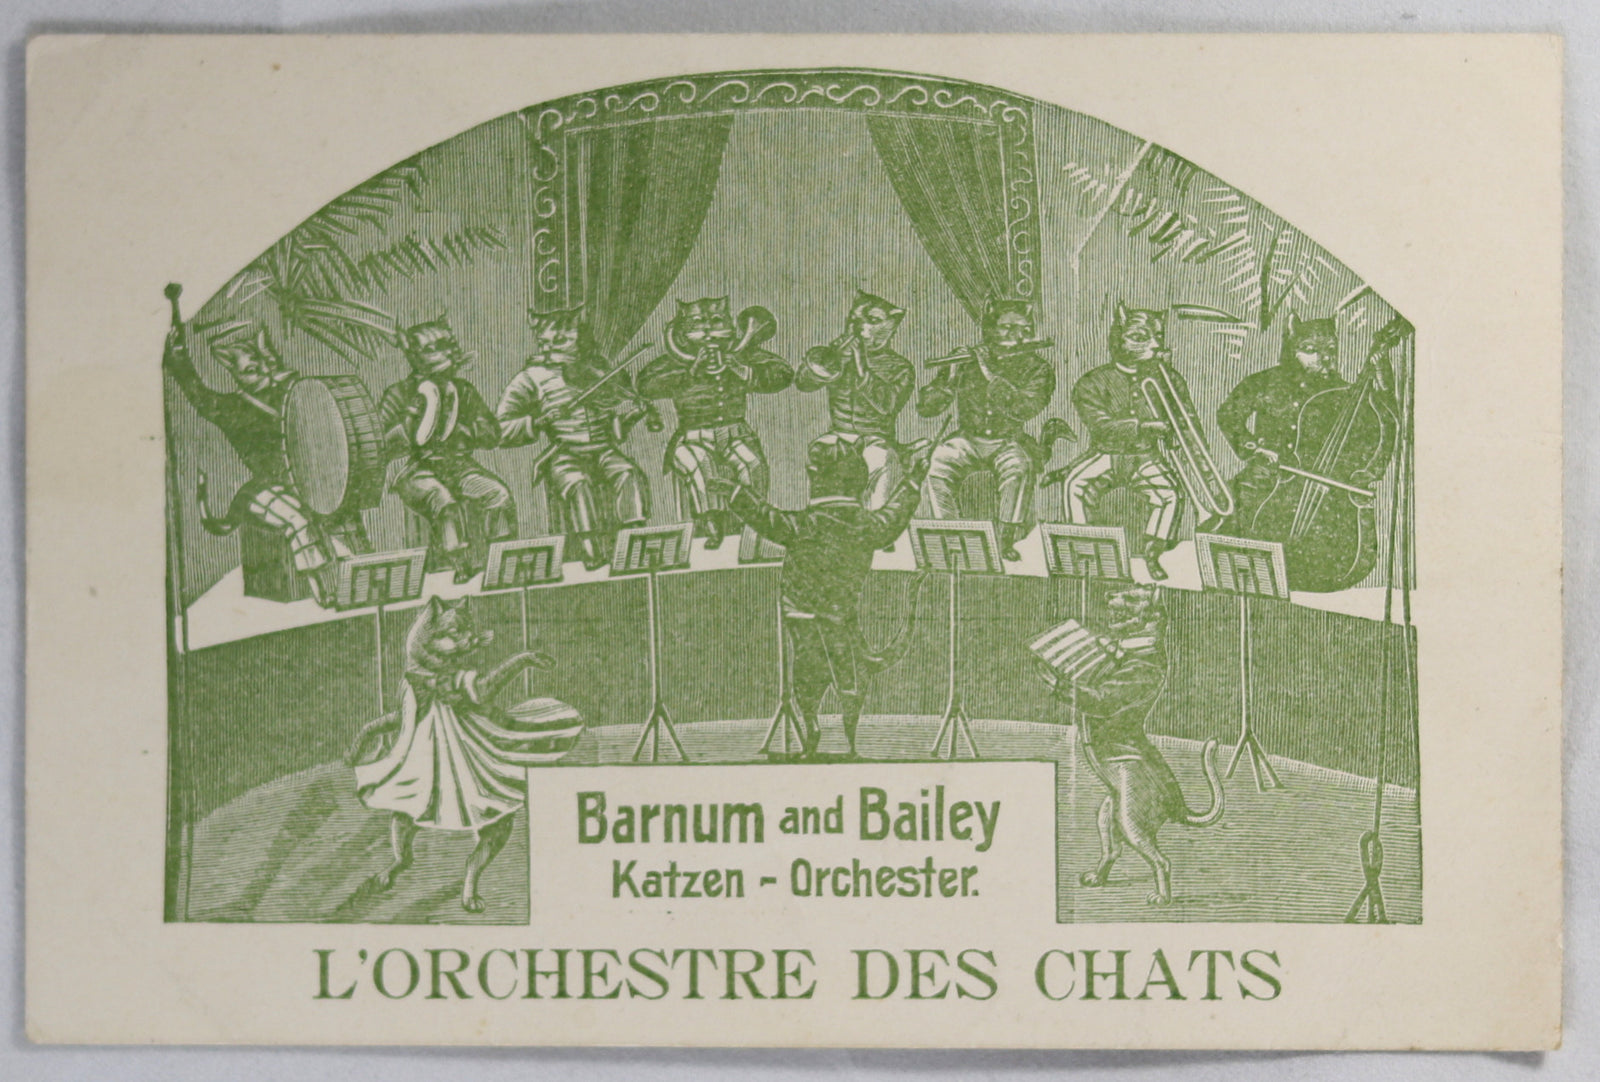 Barnum and Bailey
Katzen - Orchester.
L'ORCHESTRE DES CHATS